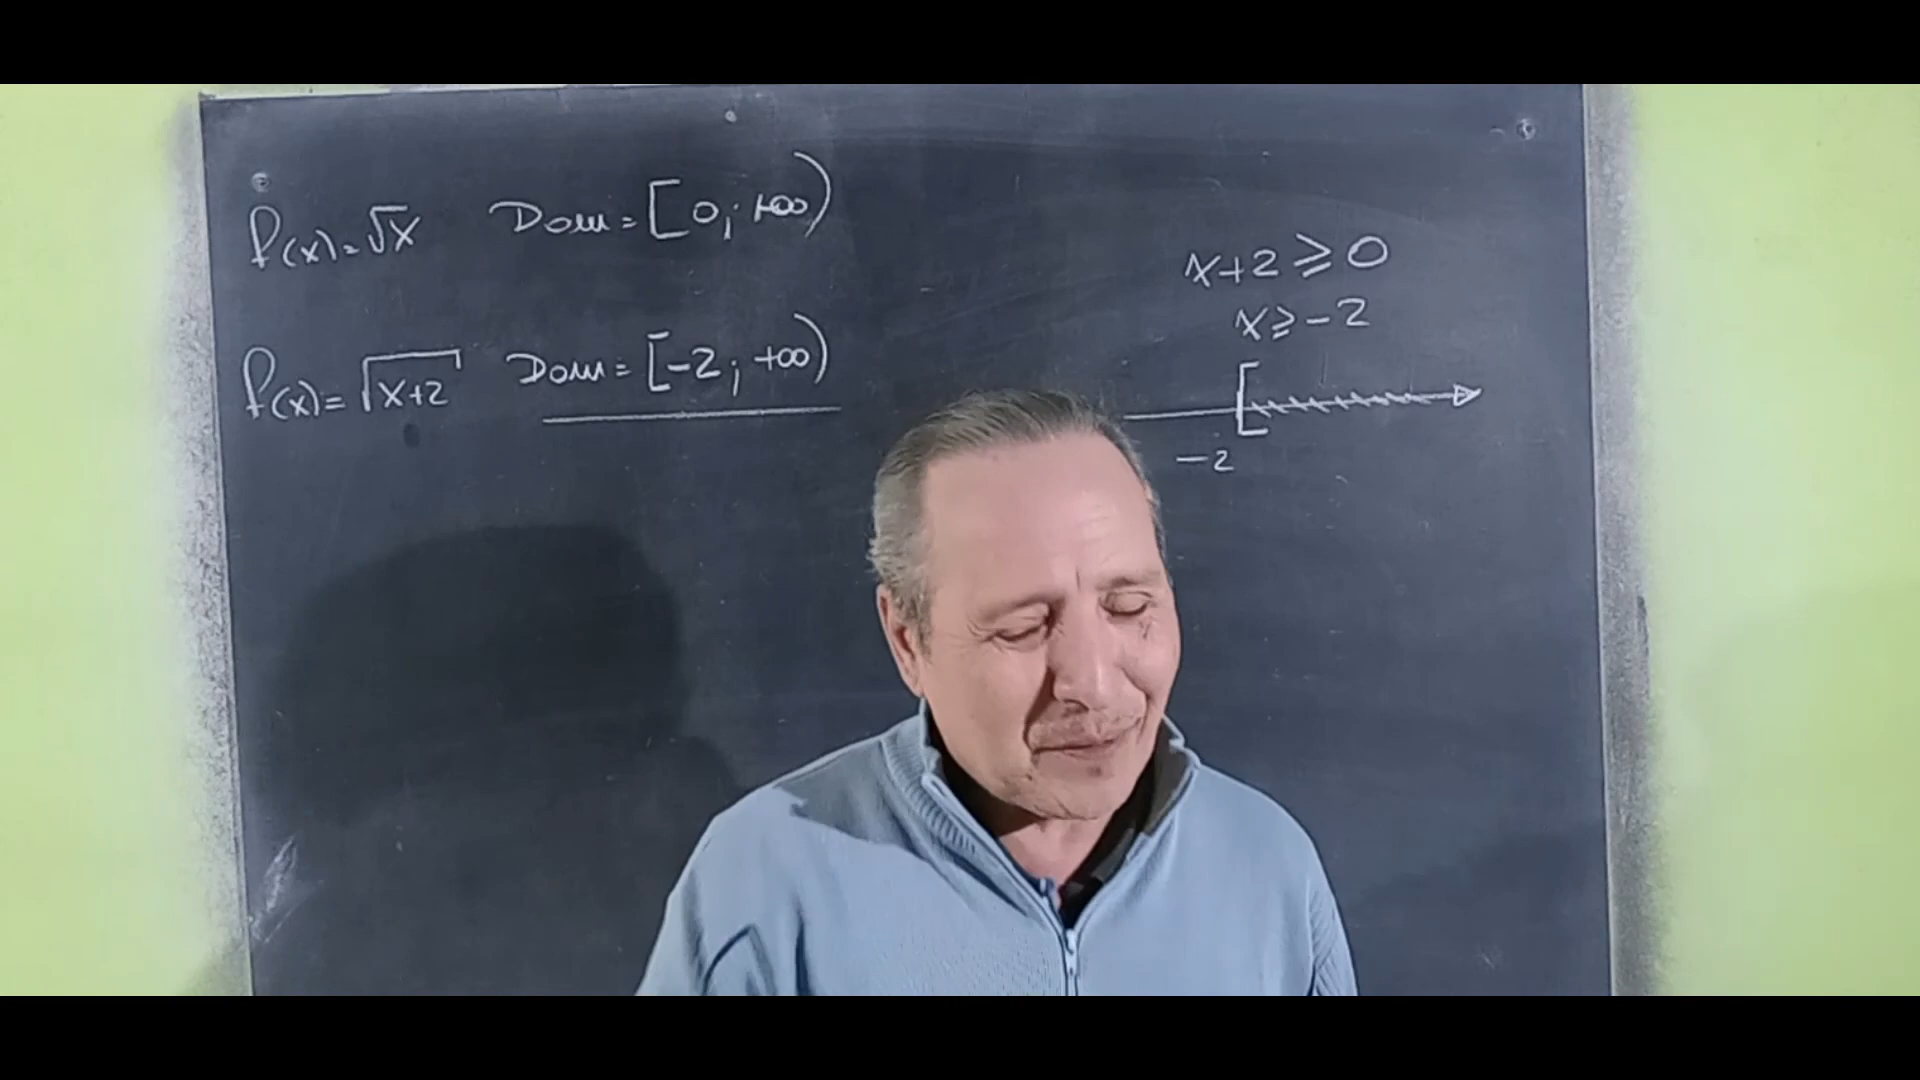 f(x)=√x Dom=[0;+∞)
f(x)=√x+2 Dom=[-2;+∞)
x+2⩾0
x⩾-2
[
-2